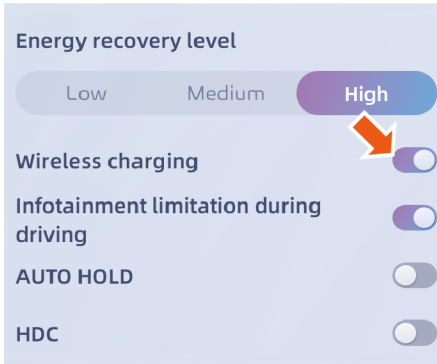 Energy recovery level
Low Medium High
Wireless charging
Infotainment limitation during
driving
AUTO HOLD
HDC